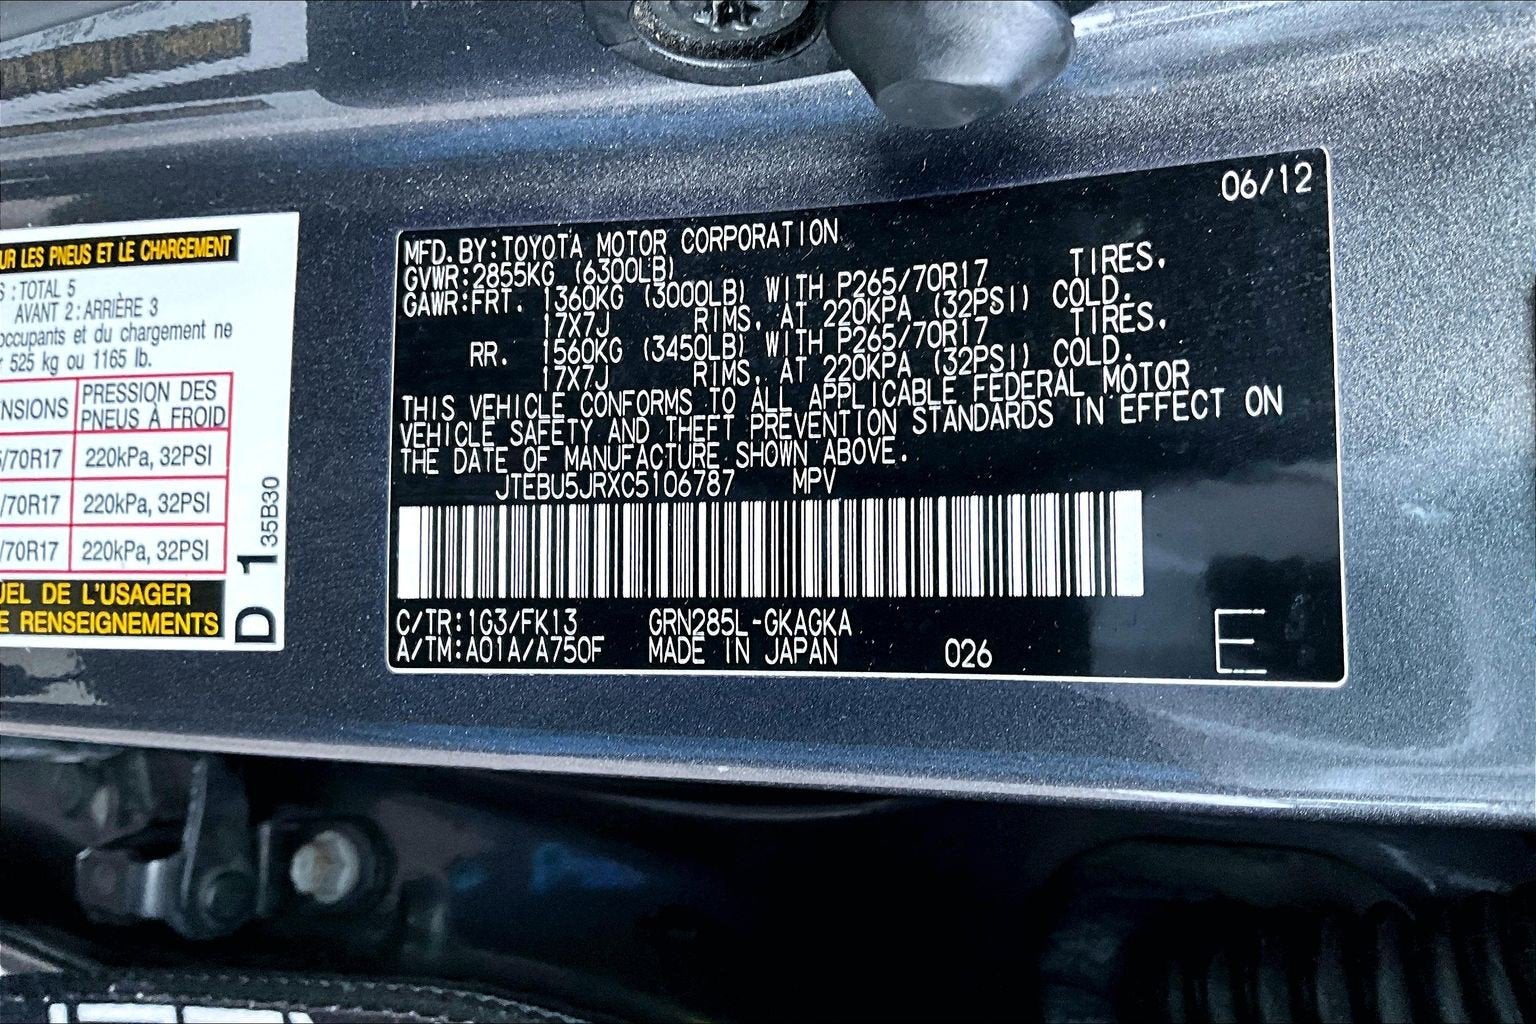 UR LES PNEUS ET LE CHARGEMENT
S : TOTAL 5
AVANT 2 : ARRIÈRE 3
occupants et du chargement ne
525 kg ou 1165 lb.
ENSIONS
PRESSION DES
PNEUS À FROID
/70R17 220kPa, 32PSI
/70R17 220kPa, 32PSI
/70R17 220kPa, 32PSI
UEL DE L'USAGER
E RENSEIGNEMENTS
D 1 35B30
06/12
MFD. BY: TOYOTA MOTOR CORPORATION
GVWR: 2855KG (6300LB)
GAWR: FRT. 1360KG (3000LB) WITH P265/70R17 TIRES,
17X7J RIMS, AT 220KPA (32PSI) COLD.
RR. 1560KG (3450LB) WITH P265/70R17 TIRES,
17X7J RIMS, AT 220KPA (32PSI) COLD.
THIS VEHICLE CONFORMS TO ALL APPLICABLE FEDERAL MOTOR
VEHICLE SAFETY AND THEFT PREVENTION STANDARDS IN EFFECT ON
THE DATE OF MANUFACTURE SHOWN ABOVE.
JTEBU5JRXC5106787 MPV
C/TR: 1G3/FK13 GRN285L-GKAGKA
A/TM: A01A/A750F MADE IN JAPAN 026 E